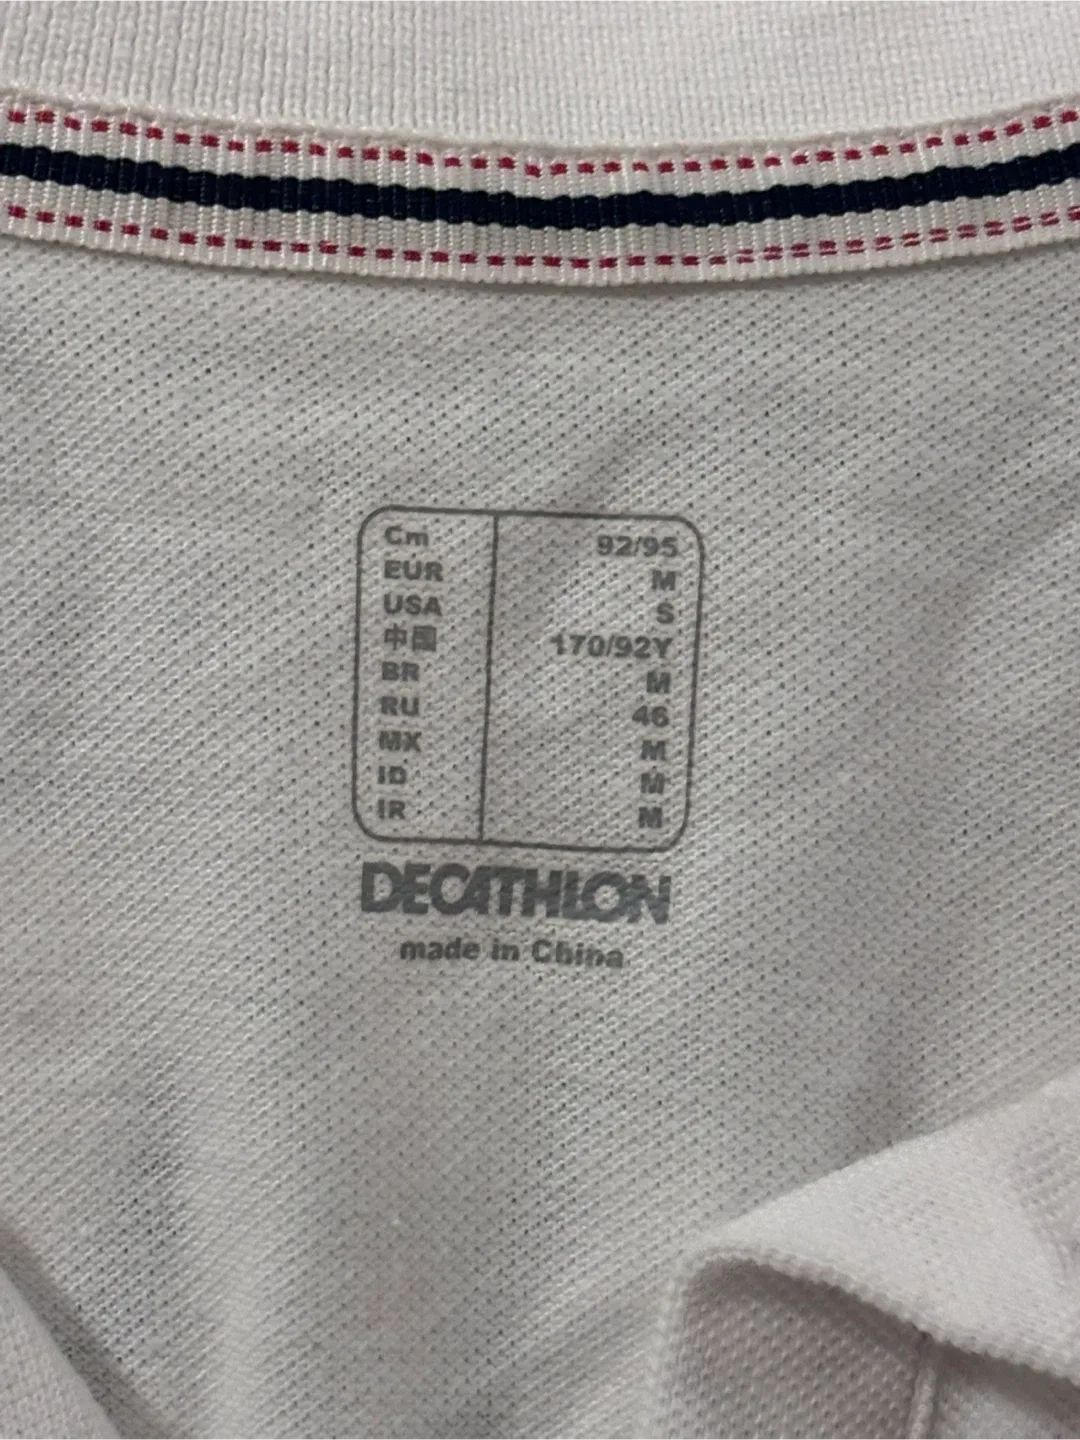 Cm 92/95
EUR M
USA S
中国 170/92Y
BR M
RU 46
MX M
ID M
IR M
DECATHLON
made in China